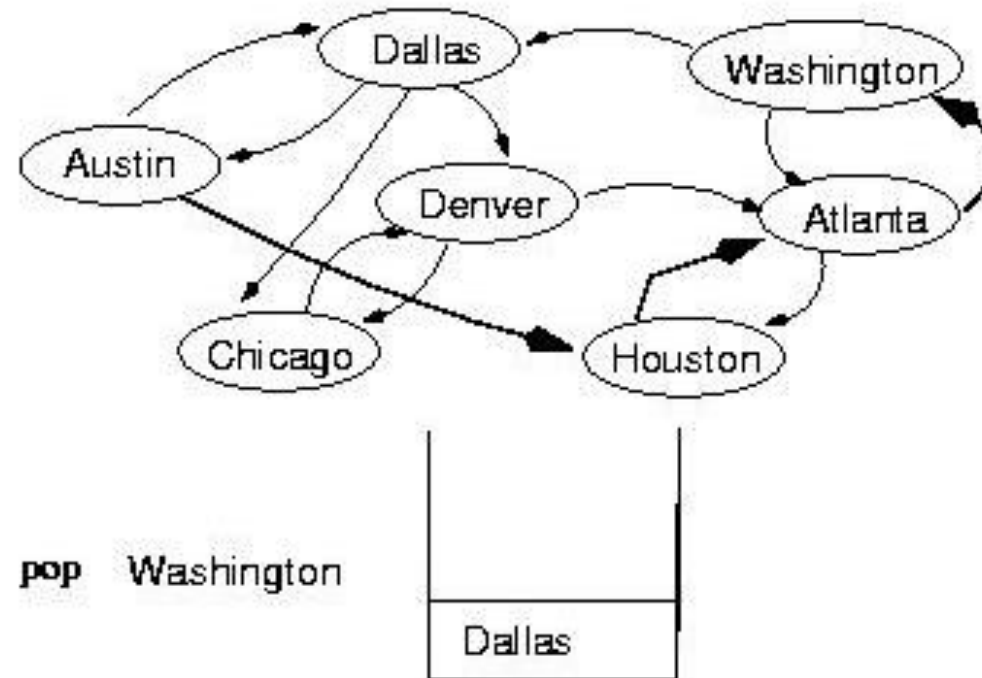 Dallas
Washington
Austin
Denver
Atlanta
Chicago
Houston
pop Washington
Dallas